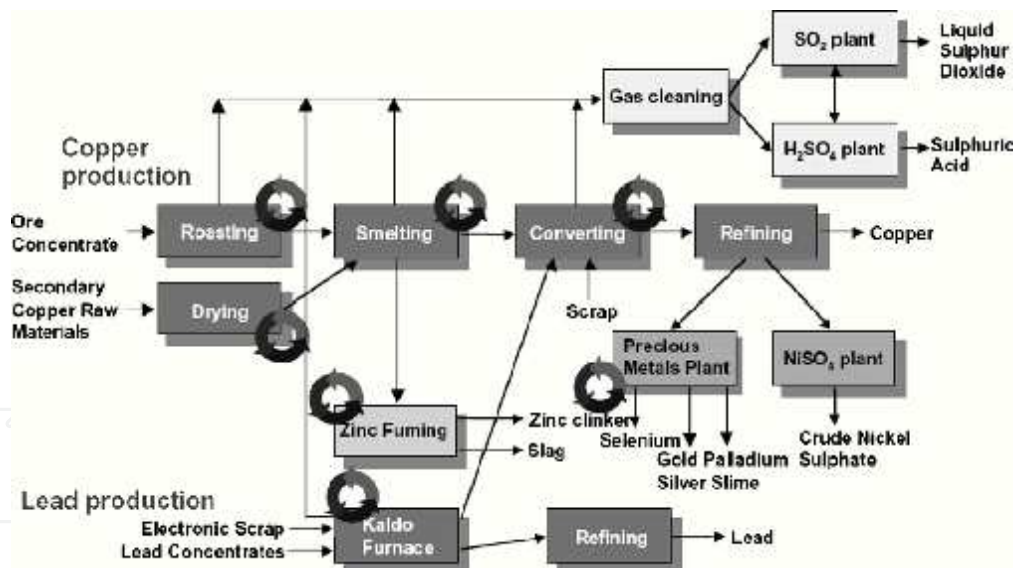 SO₂ plant
Liquid
Sulphur
Dioxide
Gas cleaning
H₂SO₄ plant
Sulphuric
Acid
Copper
production
Ore
Concentrate
Roasting
Smelting
Converting
Refining
Copper
Secondary
Copper Raw
Materials
Drying
Scrap
Precious
Metals Plant
NiSO₄ plant
Zinc Fuming
Zinc clinker
Slag
Selenium
Gold Palladium
Silver Slime
Crude Nickel
Sulphate
Lead production
Electronic Scrap
Lead Concentrates
Kaldo
Furnace
Refining
Lead